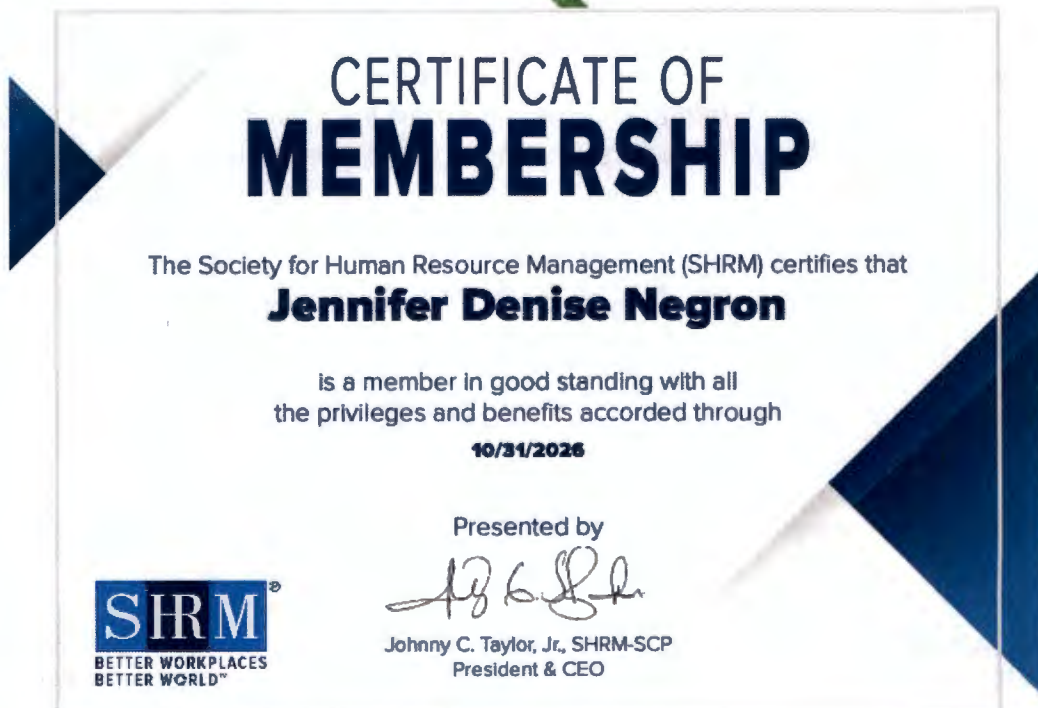 CERTIFICATE OF
MEMBERSHIP
The Society for Human Resource Management (SHRM) certifies that
Jennifer Denise Negron
is a member in good standing with all
the privileges and benefits accorded through
10/31/2026
Presented by
Johnny C. Taylor, Jr., SHRM-SCP
President & CEO
SHRM®
BETTER WORKPLACES
BETTER WORLD™